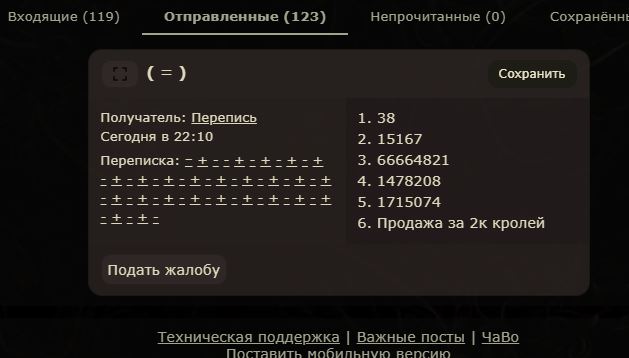 Входящие (119) Отправленные (123) Непрочитанные (0) Сохранённы
( = ) Сохранить
Получатель: Перепись
Сегодня в 22:10
Переписка: – + - - + - + - + - +
- + - + - + - + - + - + - + - + - +
- + - + - + - + - + - + - + - + - +
- + - + -
1. 38
2. 15167
3. 66664821
4. 1478208
5. 1715074
6. Продажа за 2к кролей
Подать жалобу
Техническая поддержка | Важные посты | ЧаВо
Поставить мобильную версию